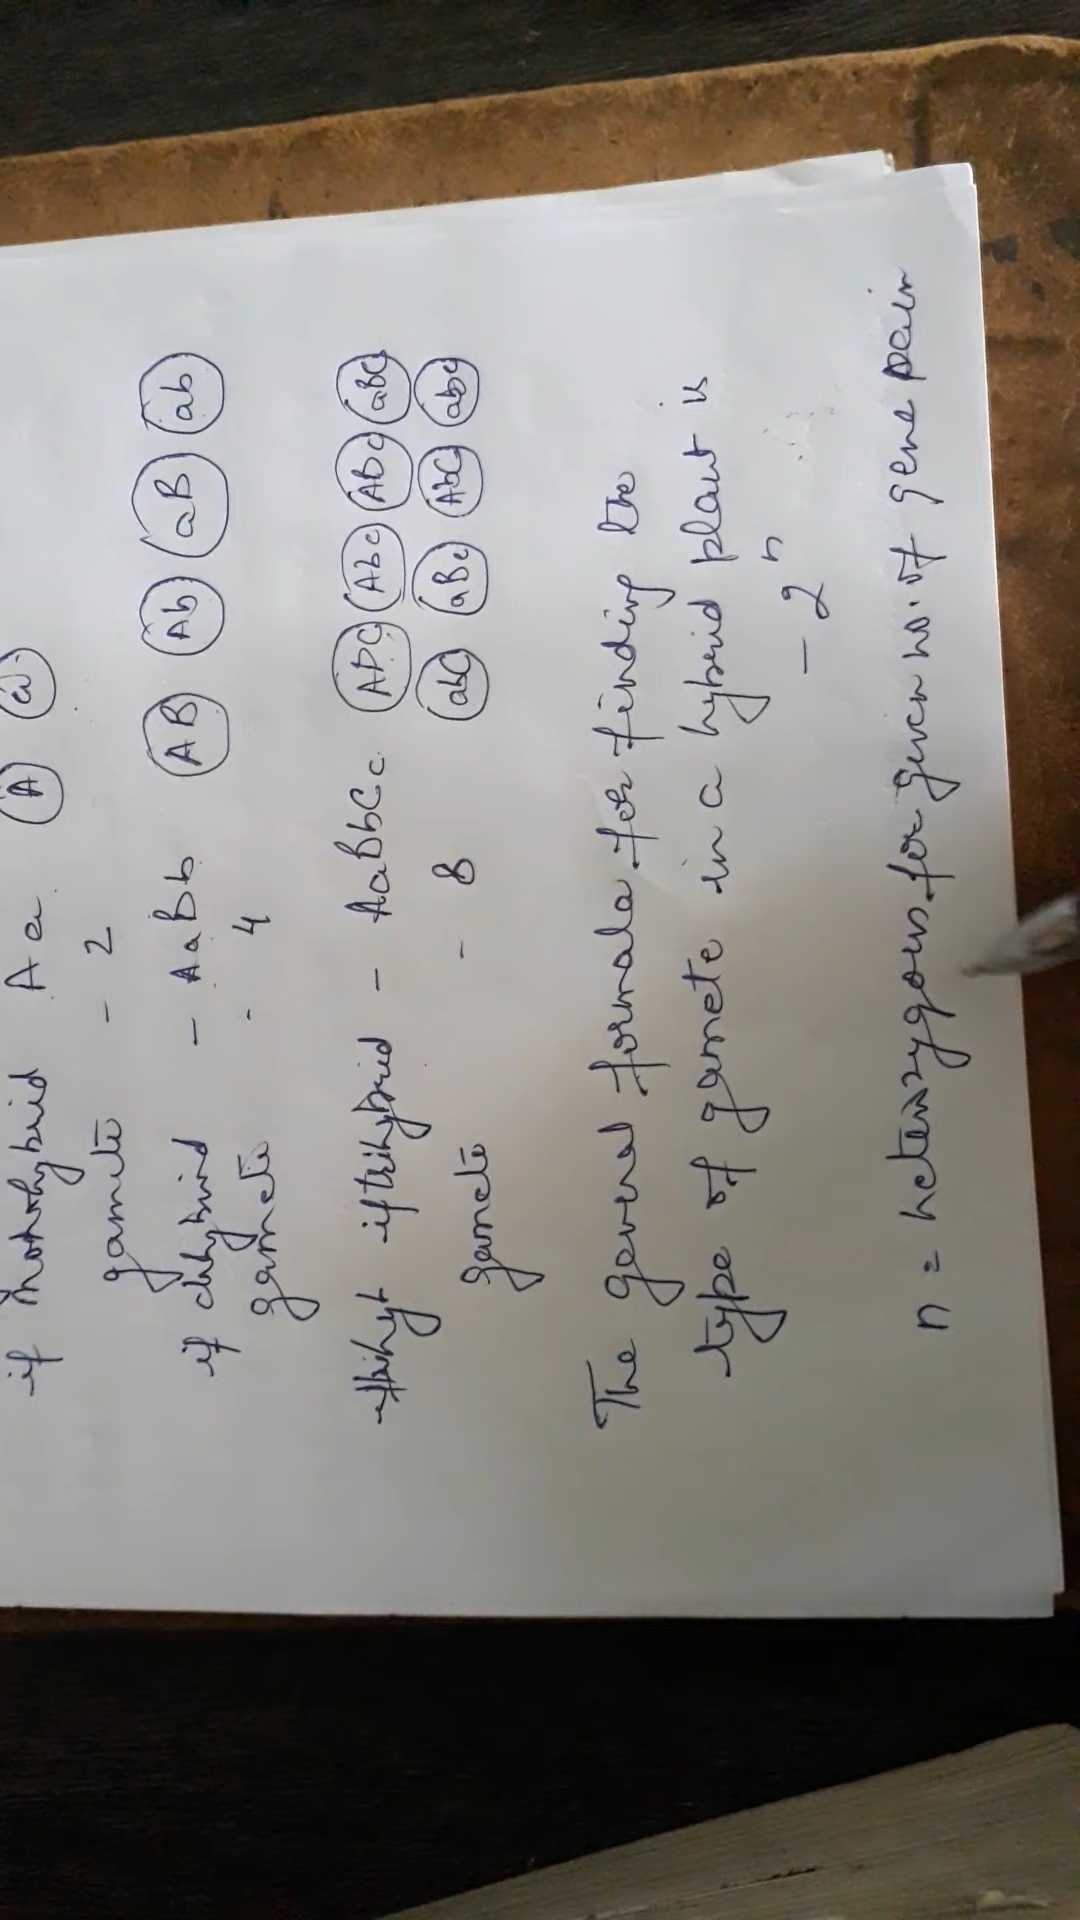 if monohybrid Aa (A) (a)
gamete - 2
if dihybrid - AaBb (AB) (Ab) (aB) (ab)
gamete - 4
if trihybrid - AaBbCc (ABC) (Abc) (ABc) (aBC)
gamete - 8 (abC) (aBc) (AbC) (abc)
The general formala for finding the
type of gamete in a hybrid plant is
- 2ⁿ
n = heterozygous for given no. of gene pair